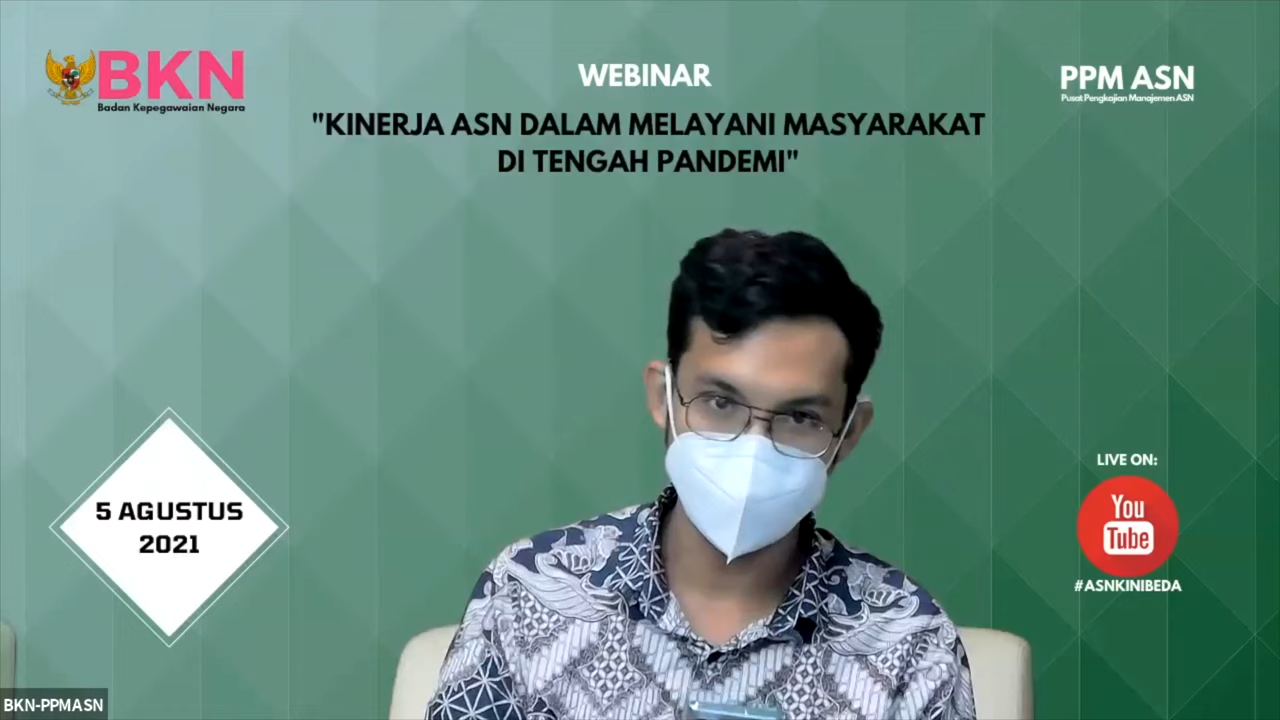 BKN
Badan Kepegawaian Negara
WEBINAR
"KINERJA ASN DALAM MELAYANI MASYARAKAT
DI TENGAH PANDEMI"
PPM ASN
Pusat Pengkajian Manajemen ASN
5 AGUSTUS
2021
LIVE ON:
You
Tube
#ASNKINIBEDA
BKN-PPMASN